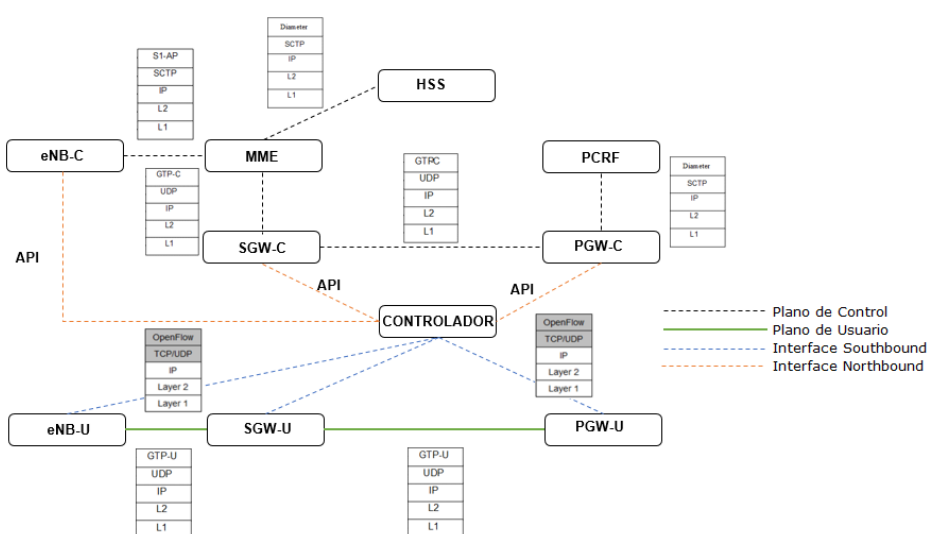 Diameter
SCTP
IP
L2
L1
S1-AP
SCTP
IP
L2
L1
HSS
eNB-C
MME
PCRF
GTP-C
UDP
IP
L2
L1
GTPC
UDP
IP
L2
L1
Diameter
SCTP
IP
L2
L1
SGW-C
PGW-C
API
API
API
CONTROLADOR
Plano de Control
Plano de Usuario
Interface Southbound
Interface Northbound
OpenFlow
TCP/UDP
IP
Layer 2
Layer 1
OpenFlow
TCP/UDP
IP
Layer 2
Layer 1
eNB-U
SGW-U
PGW-U
GTP-U
UDP
IP
L2
L1
GTP-U
UDP
IP
L2
L1